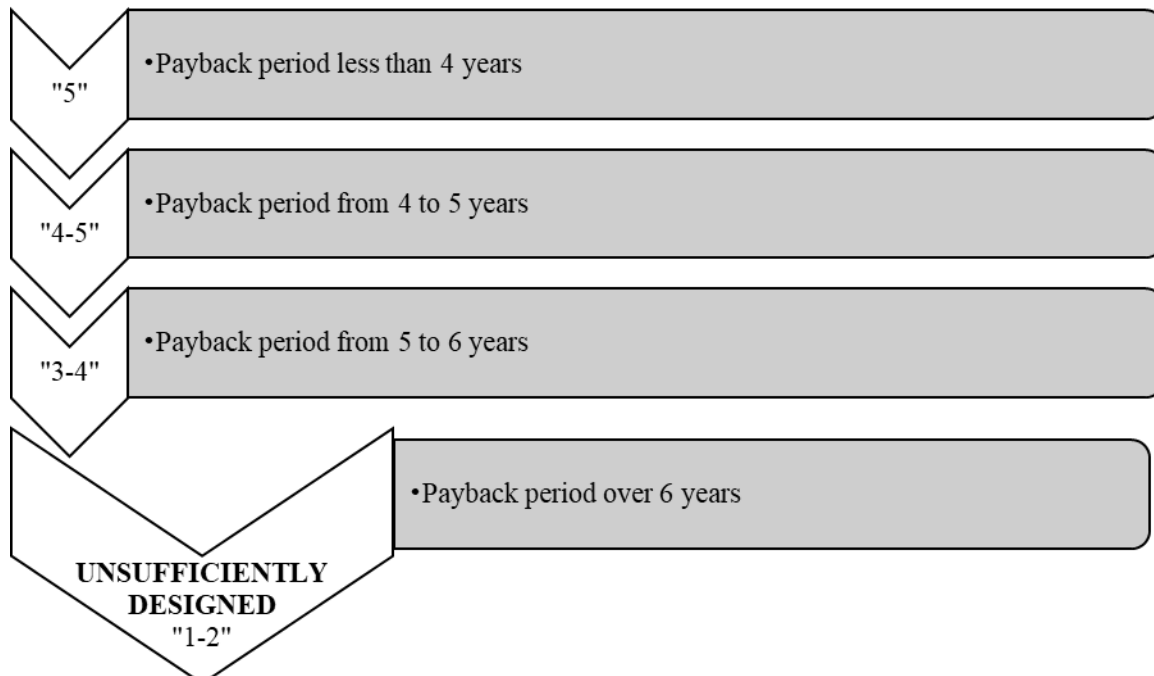 "5"
•Payback period less than 4 years
"4-5"
•Payback period from 4 to 5 years
"3-4"
•Payback period from 5 to 6 years
UNSUFFICIENTLY
DESIGNED
"1-2"
•Payback period over 6 years